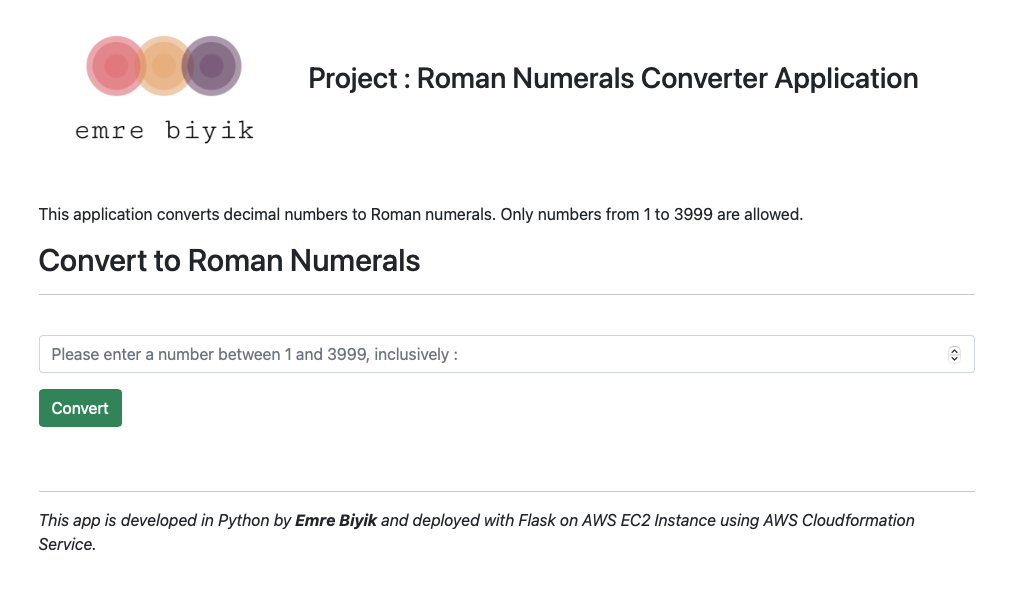 emre biyik
Project : Roman Numerals Converter Application
This application converts decimal numbers to Roman numerals. Only numbers from 1 to 3999 are allowed.
Convert to Roman Numerals
Please enter a number between 1 and 3999, inclusively :
Convert
This app is developed in Python by Emre Biyik and deployed with Flask on AWS EC2 Instance using AWS Cloudformation
Service.